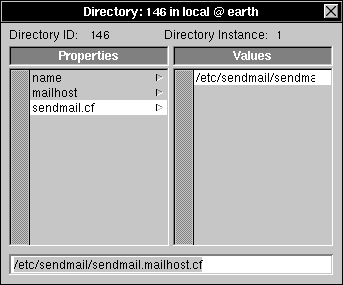 Directory: 146 in local @ earth
Directory ID: 146 Directory Instance: 1
Properties Values
name /etc/sendmail/sendma
mailhost
sendmail.cf
/etc/sendmail/sendmail.mailhost.cf